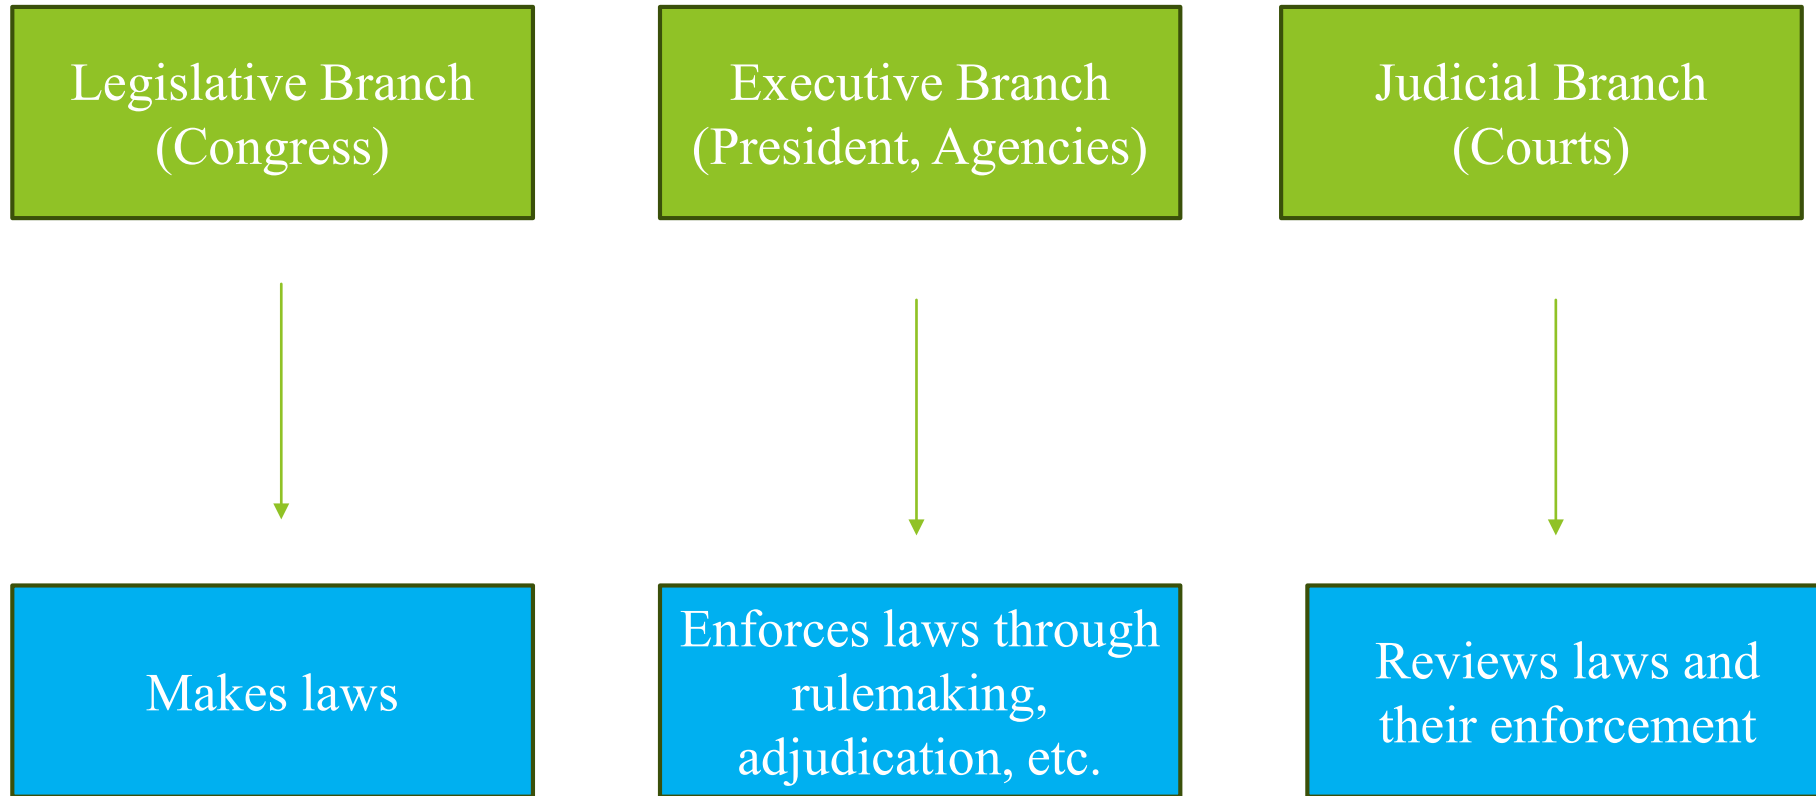 Legislative Branch
(Congress)
Executive Branch
(President, Agencies)
Judicial Branch
(Courts)
Makes laws
Enforces laws through
rulemaking,
adjudication, etc.
Reviews laws and
their enforcement